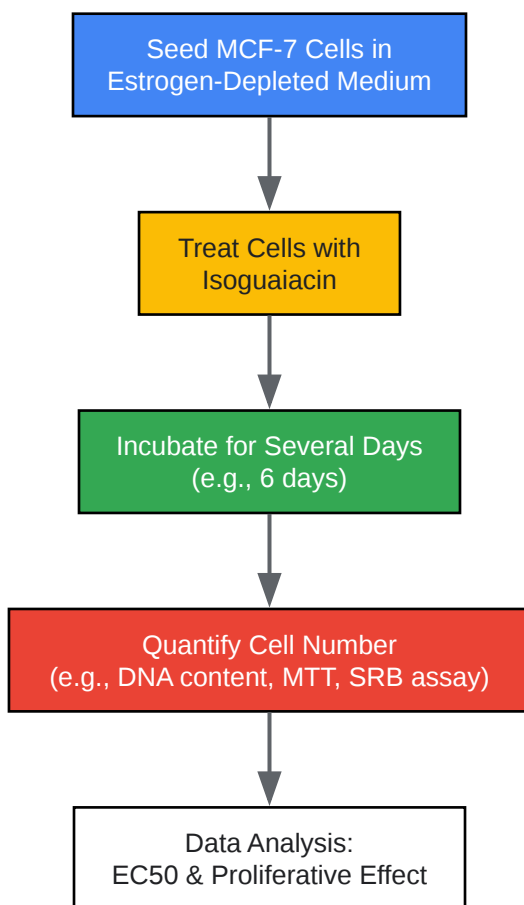 Seed MCF-7 Cells in
Estrogen-Depleted Medium
Treat Cells with
Isoguaiacin
Incubate for Several Days
(e.g., 6 days)
Quantify Cell Number
(e.g., DNA content, MTT, SRB assay)
Data Analysis:
EC50 & Proliferative Effect